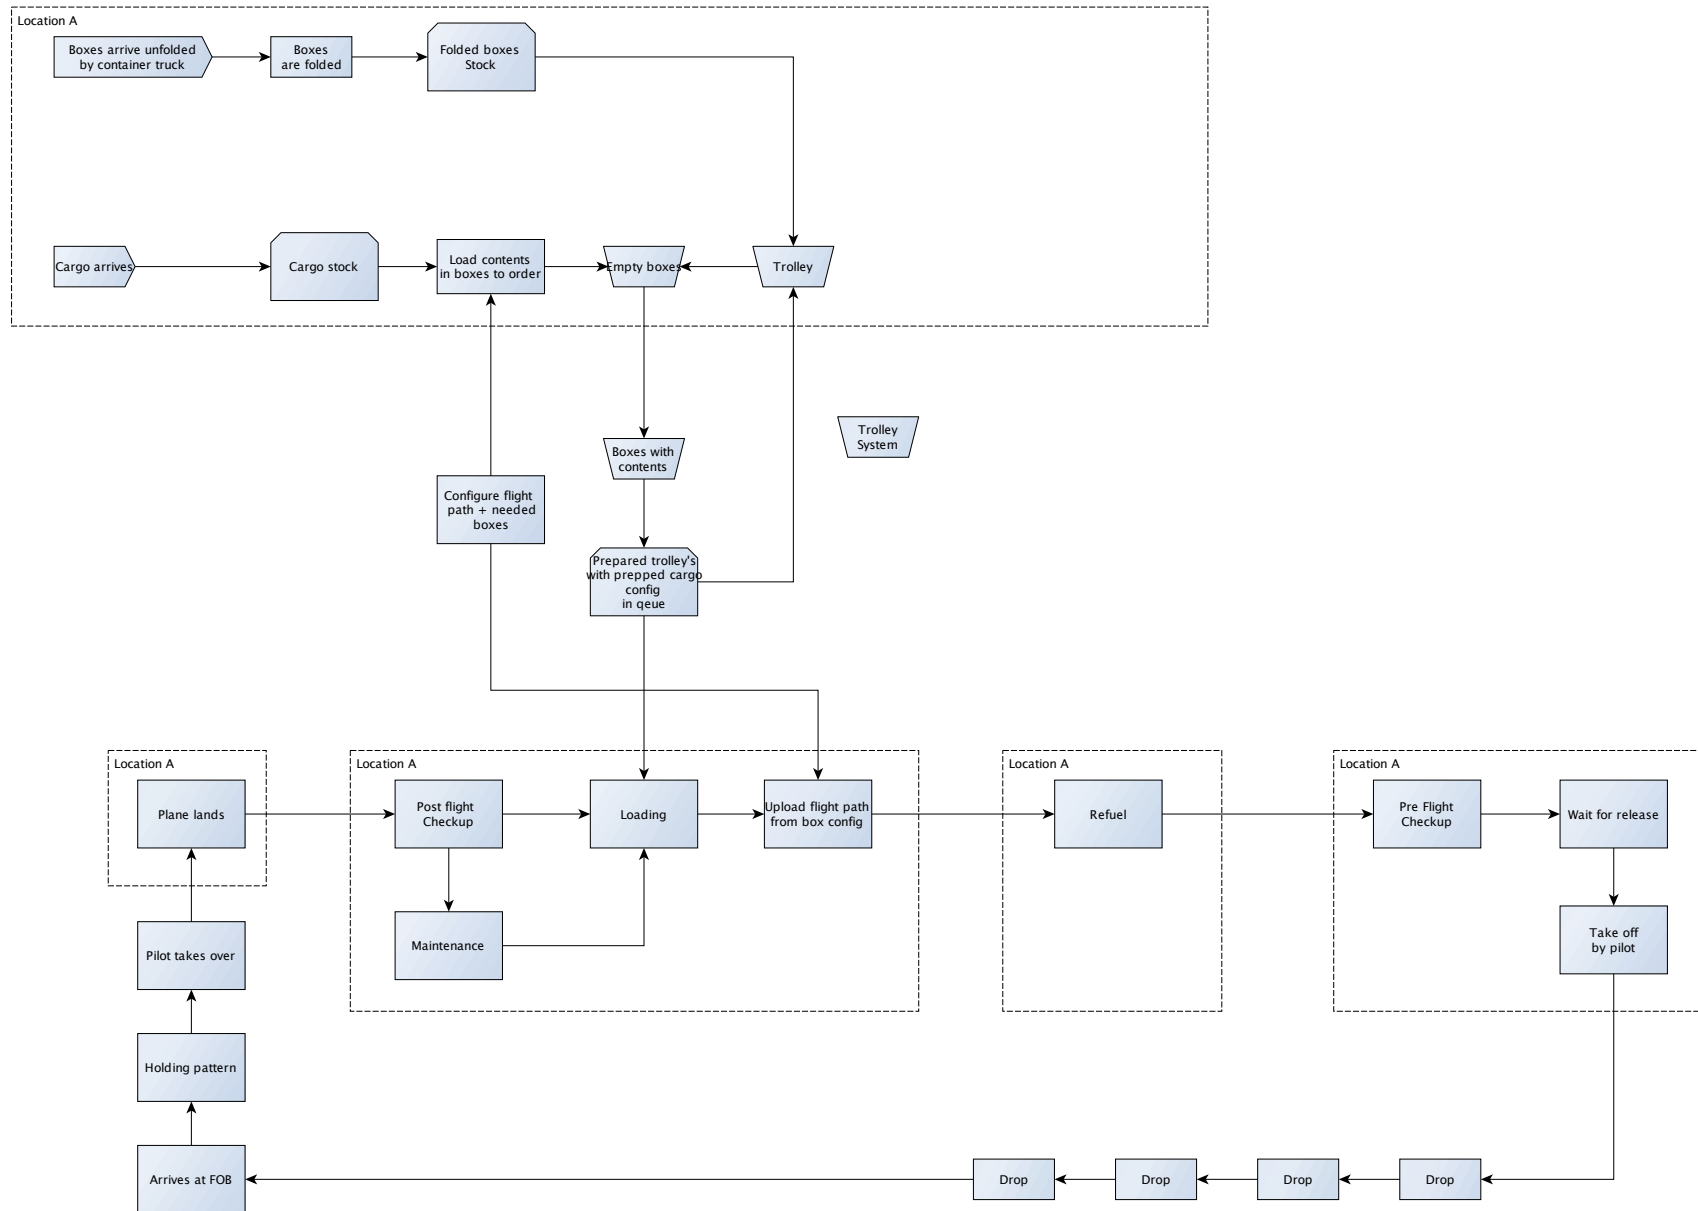 Location A
Boxes arrive unfolded
by container truck
Boxes
are folded
Folded boxes
Stock
Cargo arrives
Cargo stock
Load contents
in boxes to order
Empty boxes
Trolley
Trolley
System
Boxes with
contents
Configure flight
path + needed
boxes
Prepared trolley's
with prepped cargo
config
in qeue
Location A
Plane lands
Location A
Post flight
Checkup
Loading
Upload flight path
from box config
Maintenance
Location A
Refuel
Location A
Pre Flight
Checkup
Wait for release
Take off
by pilot
Pilot takes over
Holding pattern
Arrives at FOB
Drop
Drop
Drop
Drop